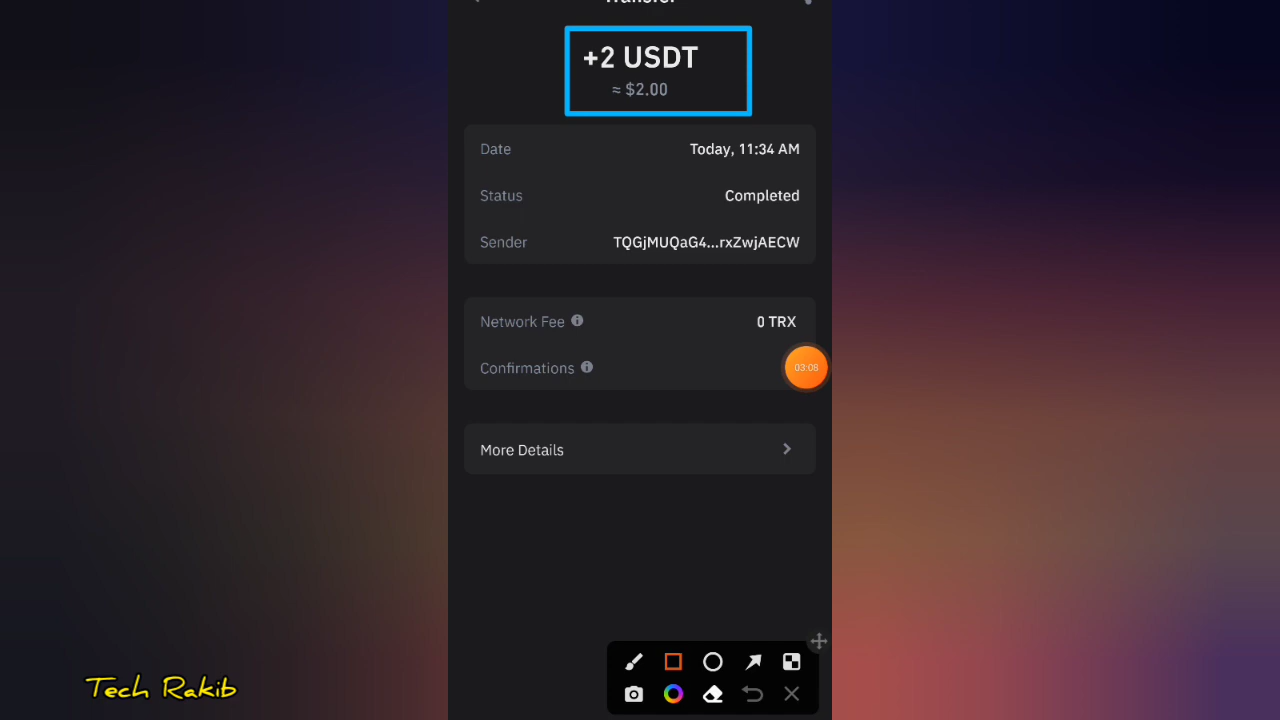 Transfer
+2 USDT
≈ $2.00
Date Today, 11:34 AM
Status Completed
Sender TQGjMUQaG4...rxZwjAECW
Network Fee 0 TRX
Confirmations
03:06
More Details
Tech Rakib